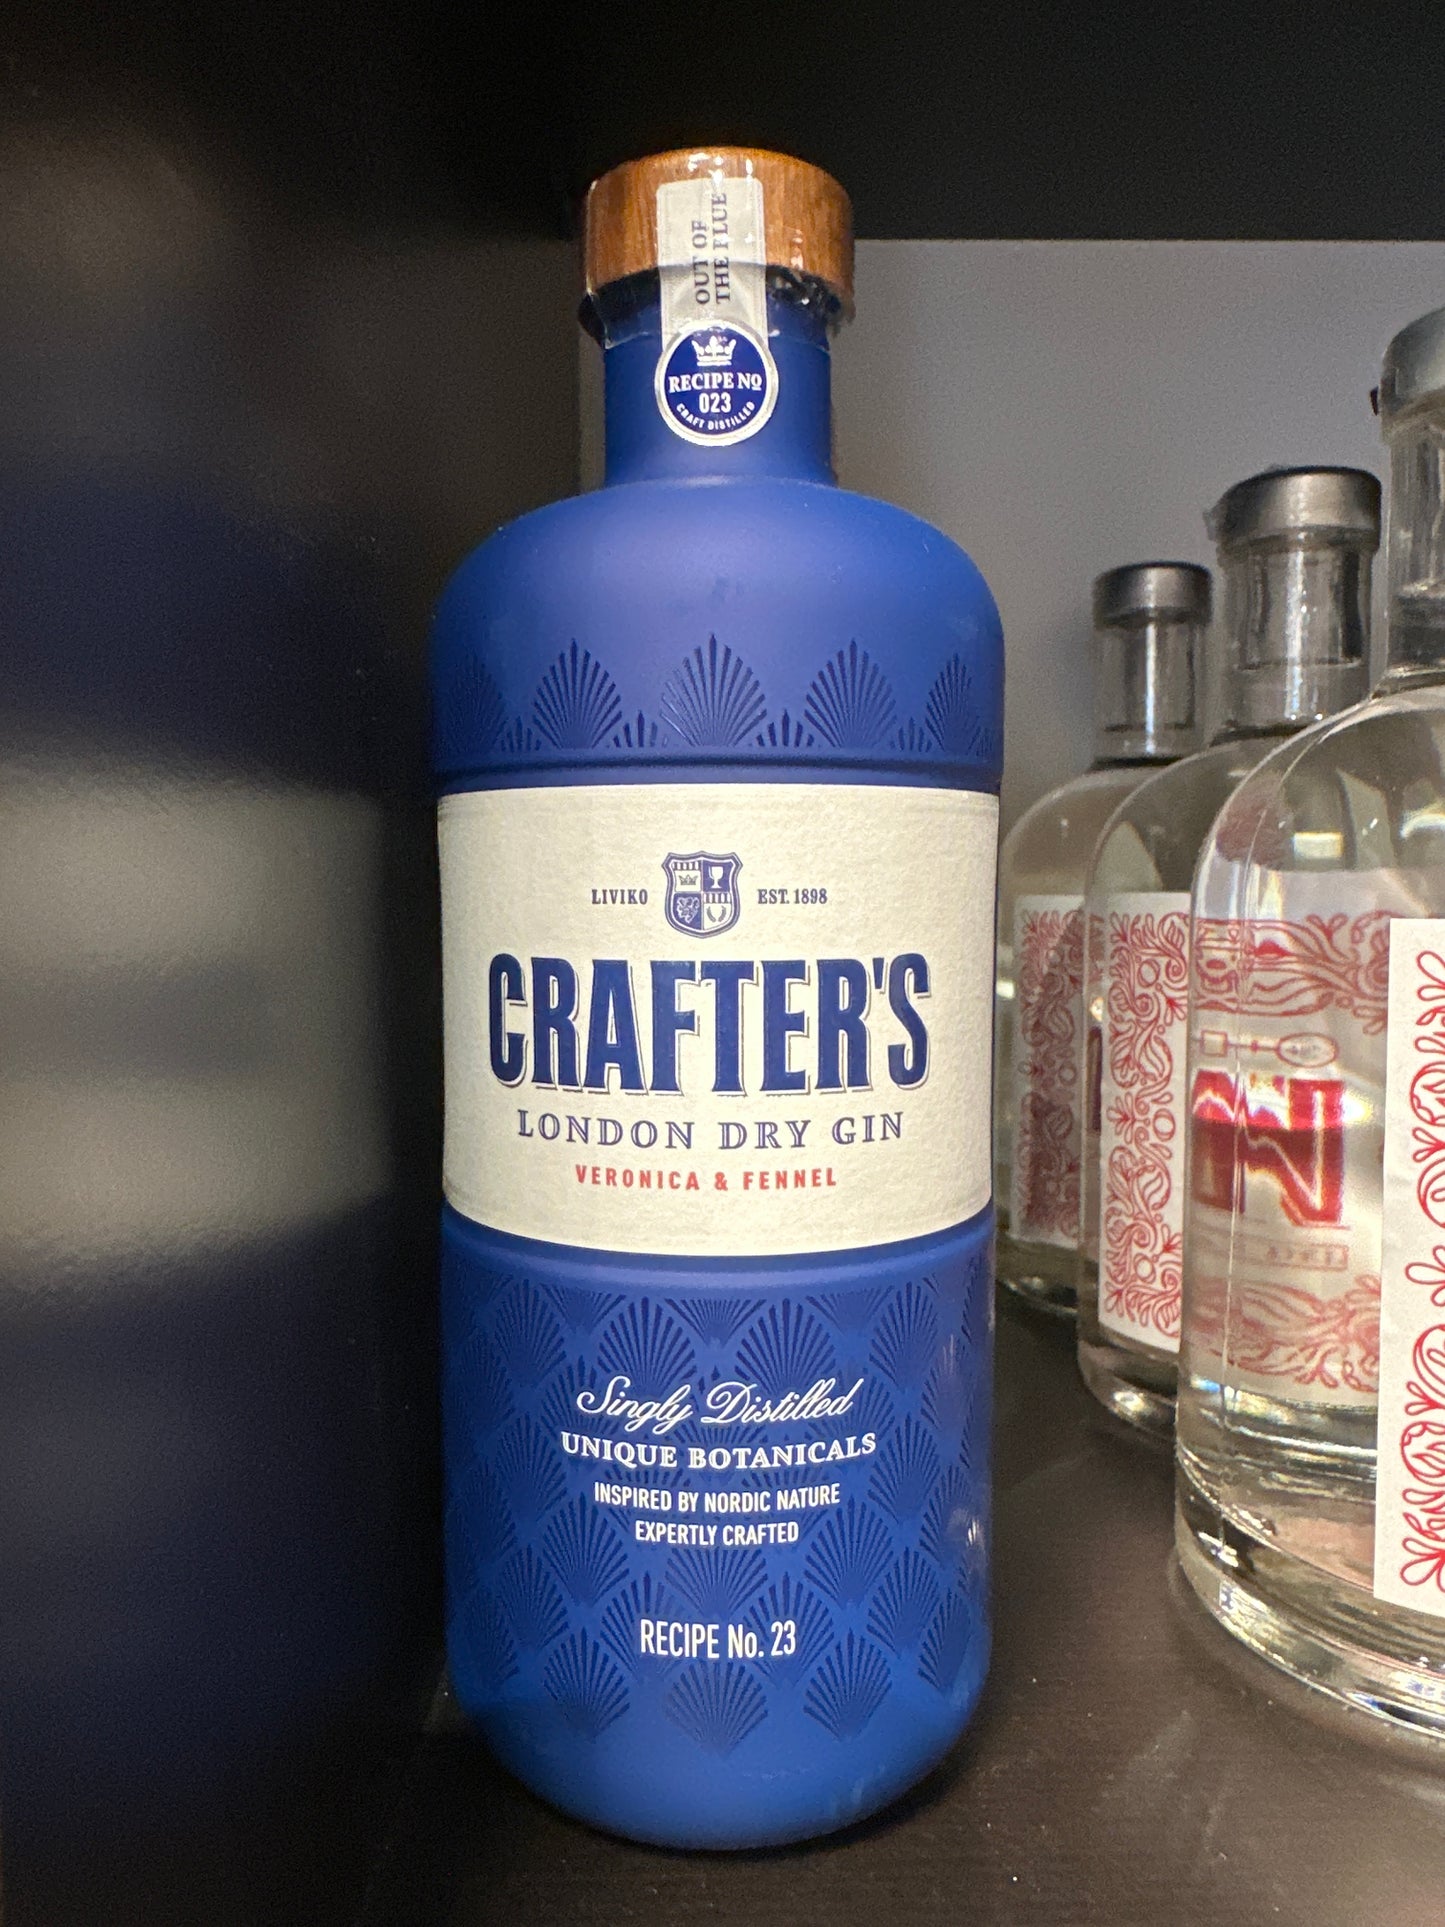 OUT OF
THE FLUE
RECIPE No
023
CRAFT DISTILLED
LIVIKO EST. 1898
CRAFTER'S
LONDON DRY GIN
VERONICA & FENNEL
Singly Distilled
UNIQUE BOTANICALS
INSPIRED BY NORDIC NATURE
EXPERTLY CRAFTED
RECIPE No. 23